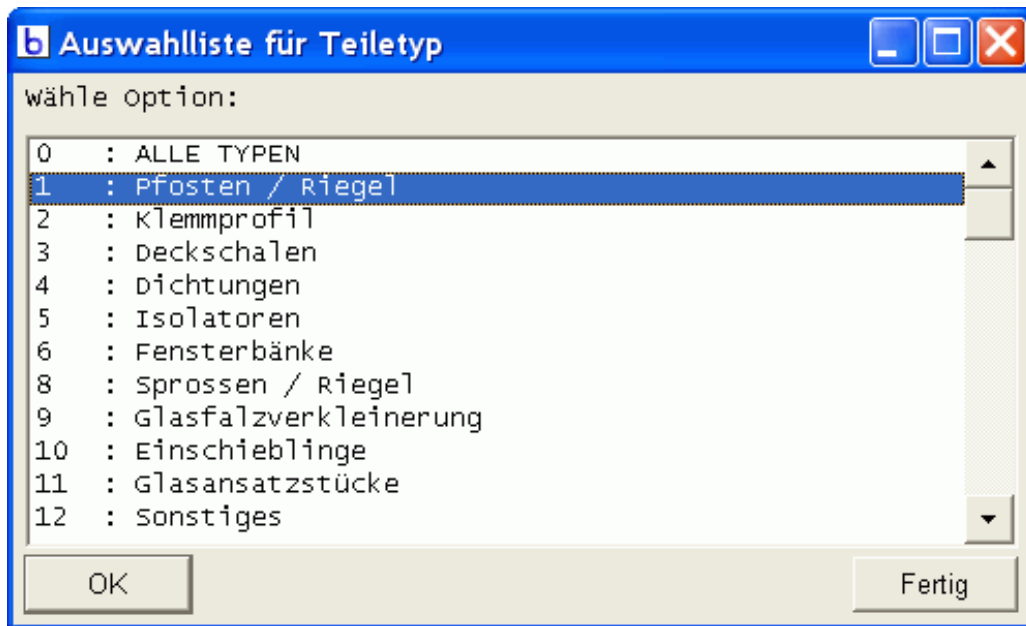 b Auswahlliste für Teiletyp
Wähle Option:
0 : ALLE TYPEN
1 : Pfosten / Riegel
2 : Klemmprofil
3 : Deckschalen
4 : Dichtungen
5 : Isolatoren
6 : Fensterbänke
8 : Sprossen / Riegel
9 : Glasfalzverkleinerung
10 : Einschieblinge
11 : Glasansatzstücke
12 : Sonstiges
OK
Fertig